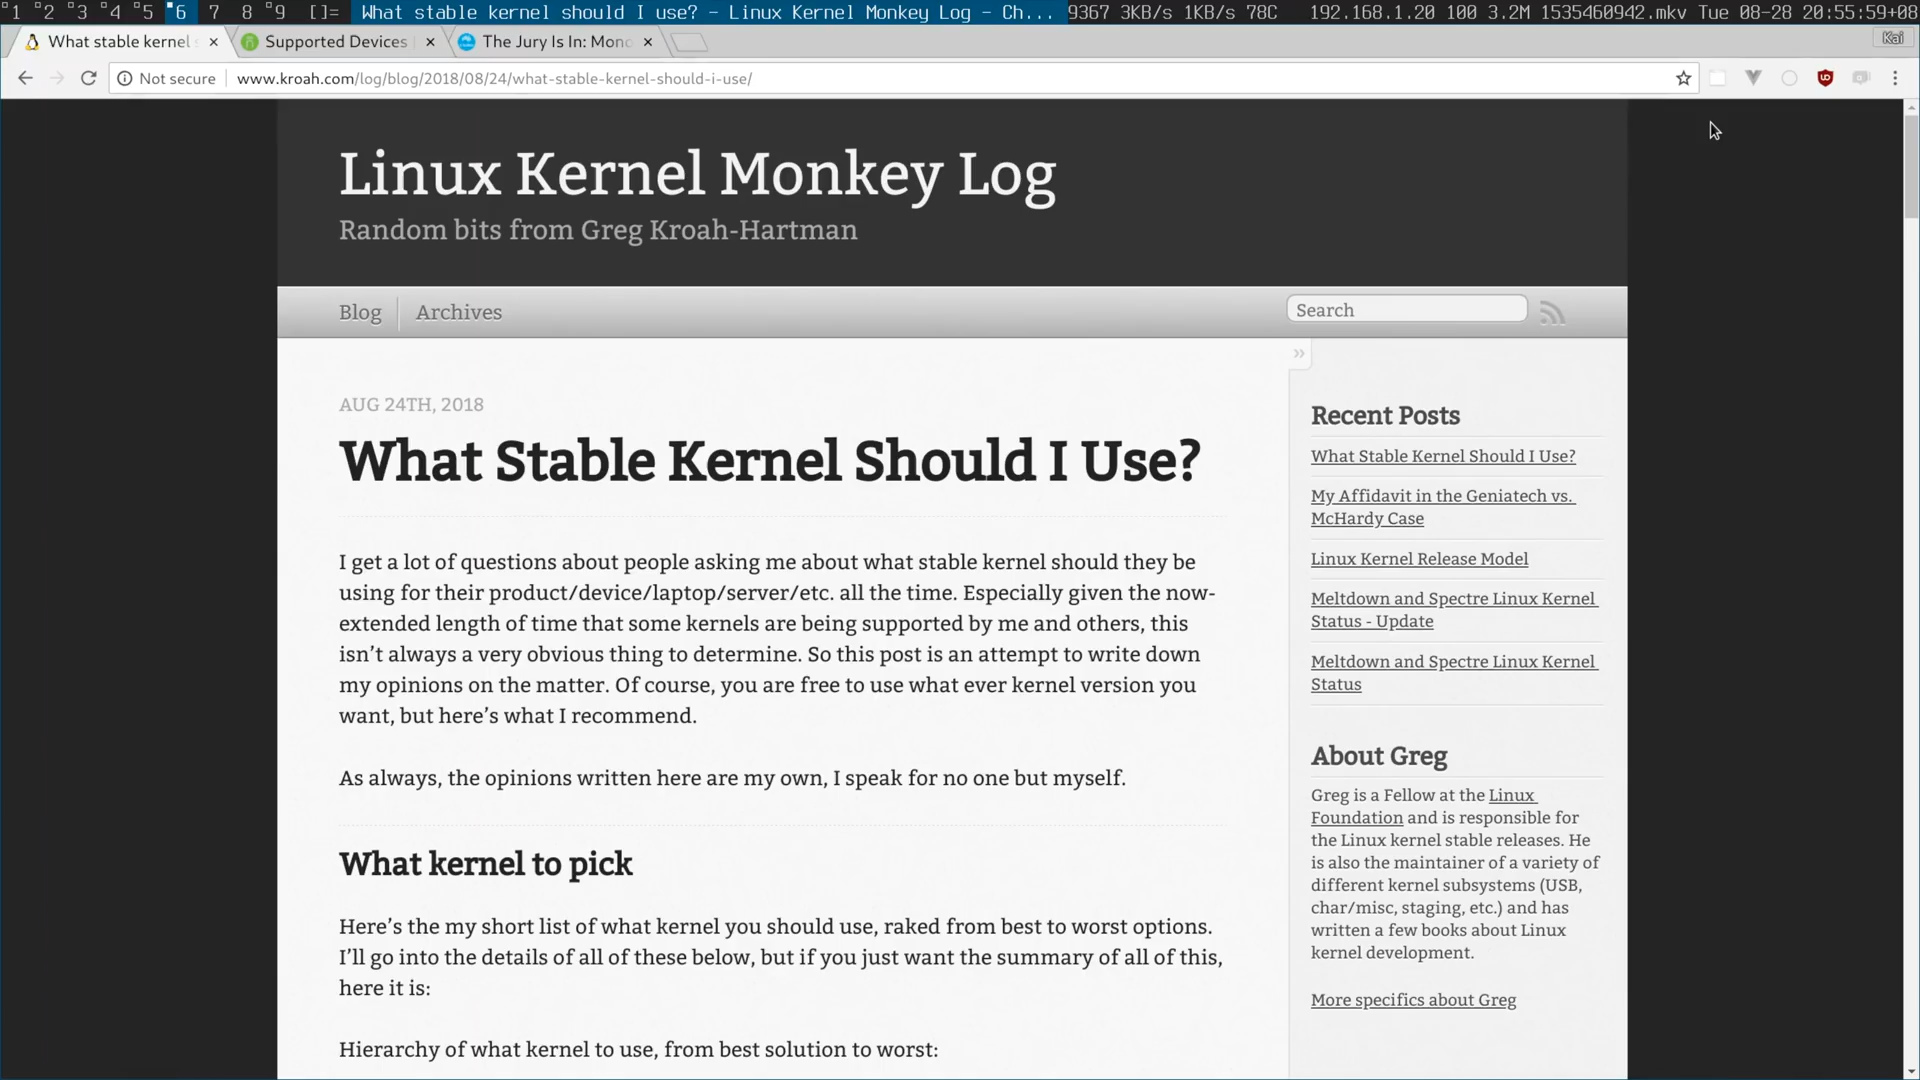 1 2 3 4 5 6 7 8 9 []= What stable kernel should I use? – Linux Kernel Monkey Log – Ch... 9367 3KB/s 1KB/s 78C 192.168.1.20 100 3.2M 1535460942.mkv Tue 08-28 20:55:59+08
What stable kernel Supported Devices The Jury Is In: Mono Kai
Not secure www.kroah.com/log/blog/2018/08/24/what-stable-kernel-should-i-use/
Linux Kernel Monkey Log
Random bits from Greg Kroah-Hartman
Blog Archives Search
»
AUG 24TH, 2018
What Stable Kernel Should I Use?
I get a lot of questions about people asking me about what stable kernel should they be
using for their product/device/laptop/server/etc. all the time. Especially given the now-
extended length of time that some kernels are being supported by me and others, this
isn't always a very obvious thing to determine. So this post is an attempt to write down
my opinions on the matter. Of course, you are free to use what ever kernel version you
want, but here's what I recommend.
As always, the opinions written here are my own, I speak for no one but myself.
What kernel to pick
Here's the my short list of what kernel you should use, raked from best to worst options.
I'll go into the details of all of these below, but if you just want the summary of all of this,
here it is:
Hierarchy of what kernel to use, from best solution to worst:
Recent Posts
What Stable Kernel Should I Use?
My Affidavit in the Geniatech vs.
McHardy Case
Linux Kernel Release Model
Meltdown and Spectre Linux Kernel
Status - Update
Meltdown and Spectre Linux Kernel
Status
About Greg
Greg is a Fellow at the Linux
Foundation and is responsible for
the Linux kernel stable releases. He
is also the maintainer of a variety of
different kernel subsystems (USB,
char/misc, staging, etc.) and has
written a few books about Linux
kernel development.
More specifics about Greg